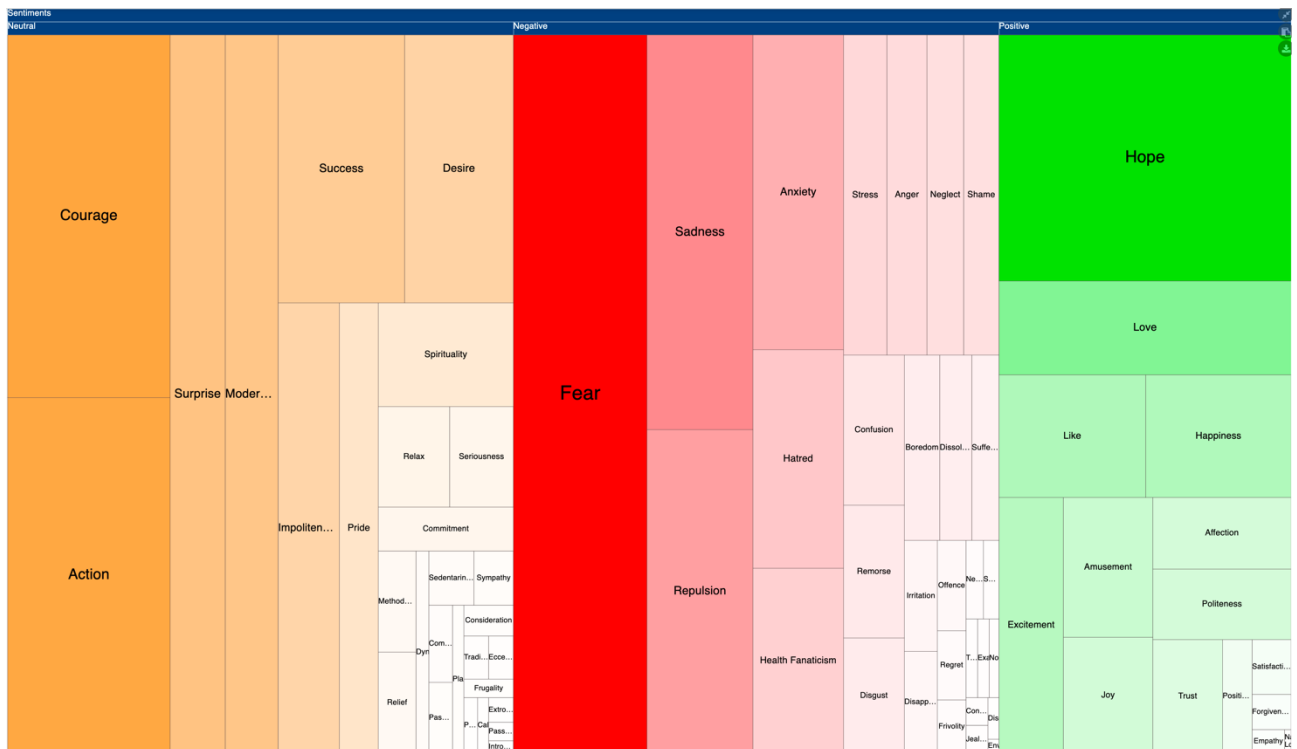 Sentiments
Neutral
Negative
Positive
Courage
Action
Surprise
Moder...
Success
Desire
Impoliten...
Pride
Spirituality
Relax
Seriousness
Commitment
Method...
Relief
Dyn
Sedentarin...
Sympathy
Com...
Pas...
Pla
Consideration
Tradi...
Ecce...
Frugality
P...
Cal
Extro...
Pass...
Intro...
Fear
Sadness
Repulsion
Anxiety
Hatred
Health Fanaticism
Stress
Anger
Neglect
Shame
Confusion
Remorse
Disgust
Boredom
Dissol...
Suffe...
Irritation
Disapp...
Offence
Regret
Frivolity
Ne...
S...
T...
Exa
No
Con...
Jeal...
Dis
Env
Hope
Love
Like
Happiness
Excitement
Amusement
Joy
Affection
Politeness
Trust
Positi...
Satisfacti...
Forgiven...
Empathy